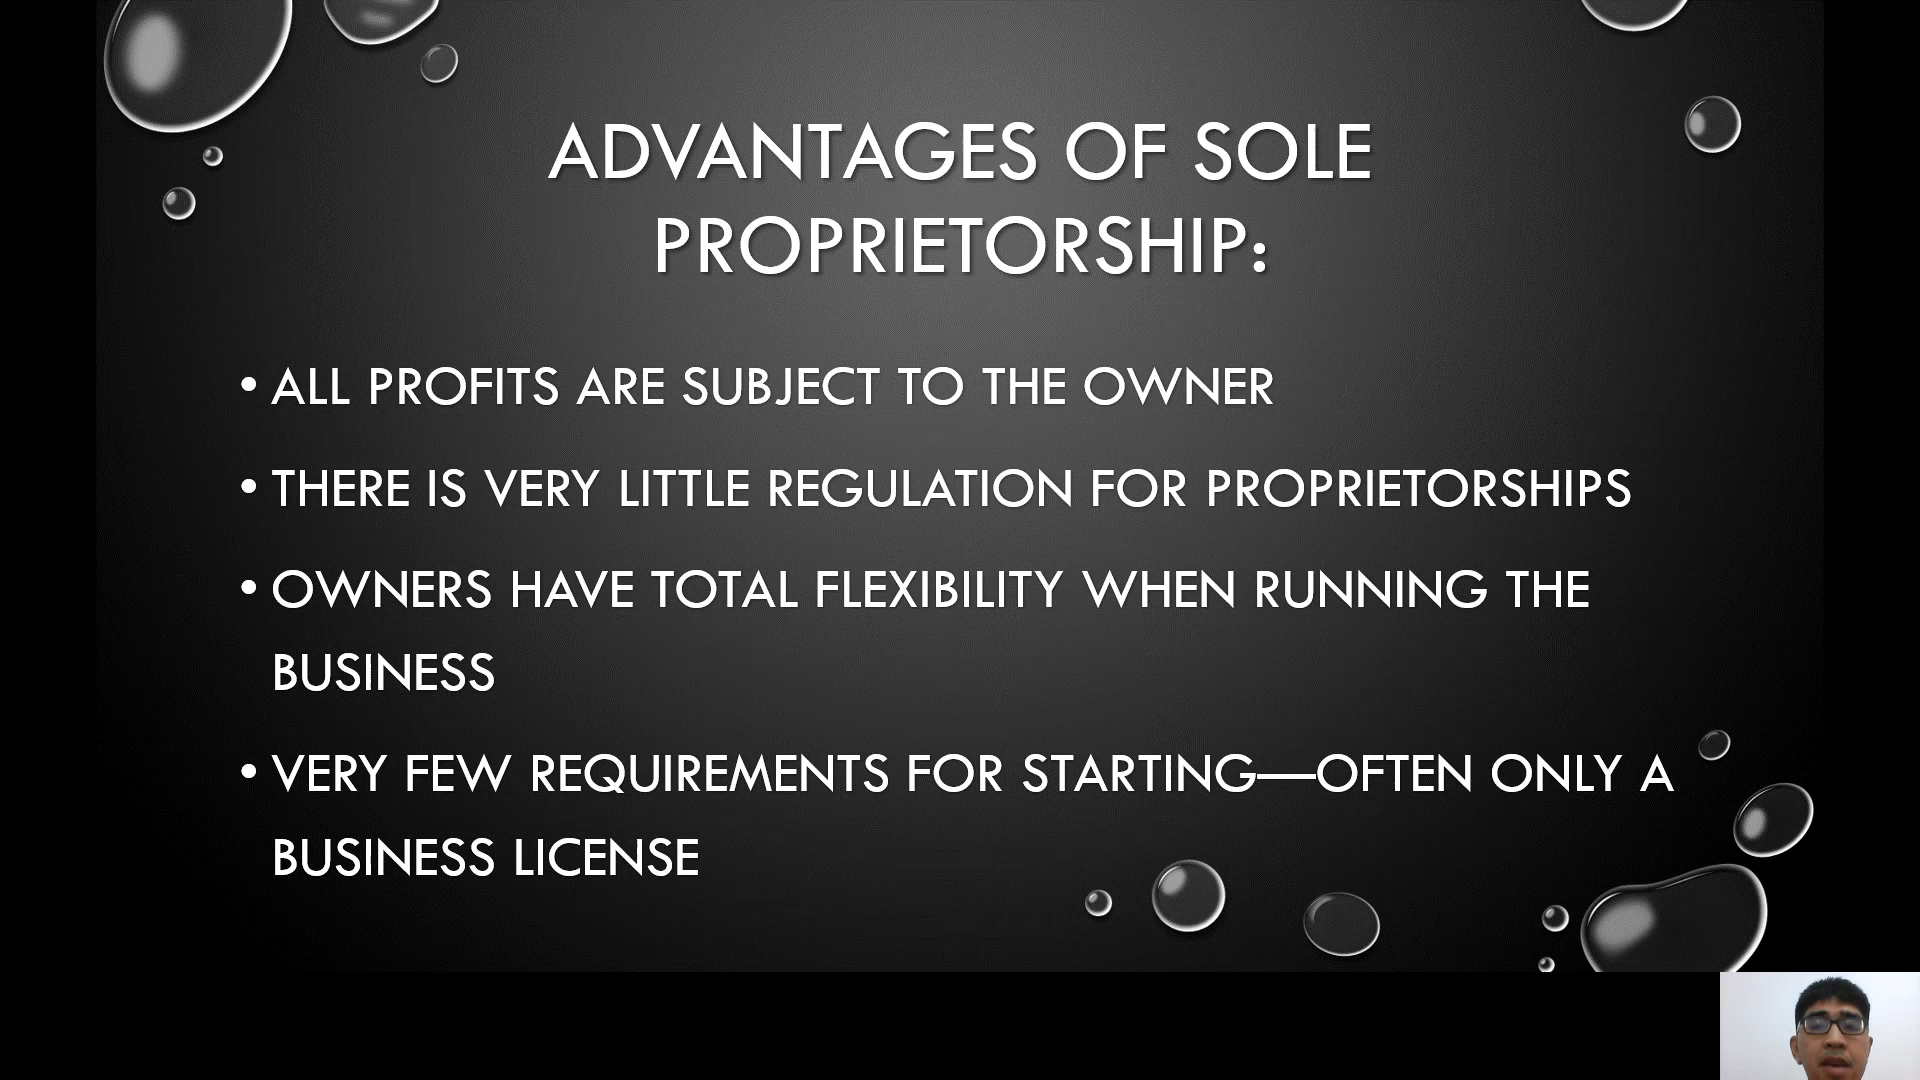 ADVANTAGES OF SOLE
PROPRIETORSHIP:
• ALL PROFITS ARE SUBJECT TO THE OWNER
• THERE IS VERY LITTLE REGULATION FOR PROPRIETORSHIPS
• OWNERS HAVE TOTAL FLEXIBILITY WHEN RUNNING THE
BUSINESS
• VERY FEW REQUIREMENTS FOR STARTING—OFTEN ONLY A
BUSINESS LICENSE